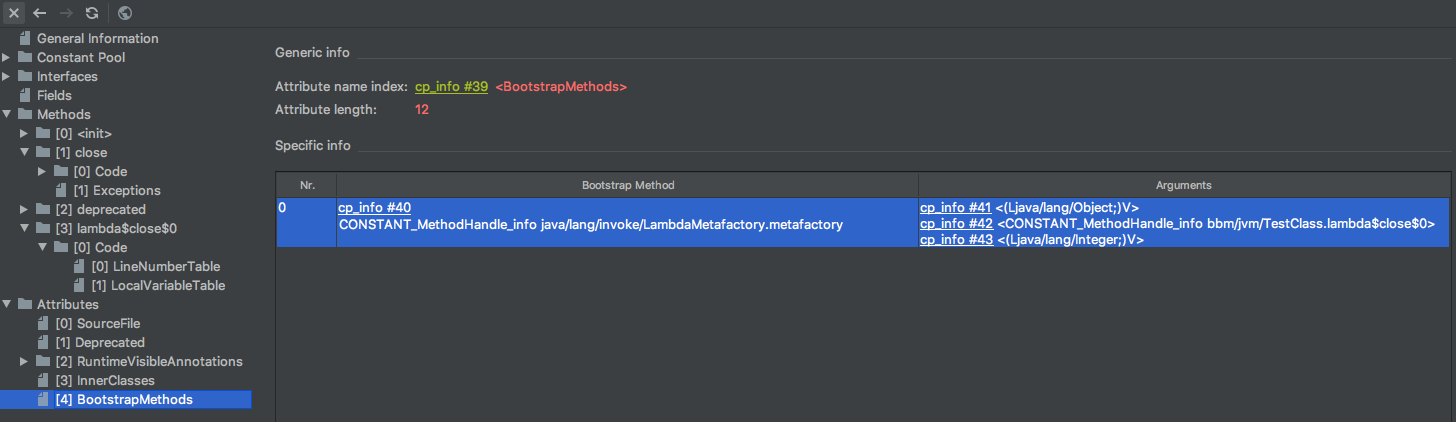 General Information
Constant Pool
Interfaces
Fields
Methods
[0] <init>
[1] close
[0] Code
[1] Exceptions
[2] deprecated
[3] lambda$close$0
[0] Code
[0] LineNumberTable
[1] LocalVariableTable
Attributes
[0] SourceFile
[1] Deprecated
[2] RuntimeVisibleAnnotations
[3] InnerClasses
[4] BootstrapMethods
Generic info
Attribute name index: cp_info #39 <BootstrapMethods>
Attribute length: 12
Specific info
Nr. Bootstrap Method Arguments
0 cp_info #40 cp_info #41 <(Ljava/lang/Object;)V>
CONSTANT_MethodHandle_info java/lang/invoke/LambdaMetafactory.metafactory cp_info #42 <CONSTANT_MethodHandle_info bbm/jvm/TestClass.lambda$close$0>
cp_info #43 <(Ljava/lang/Integer;)V>